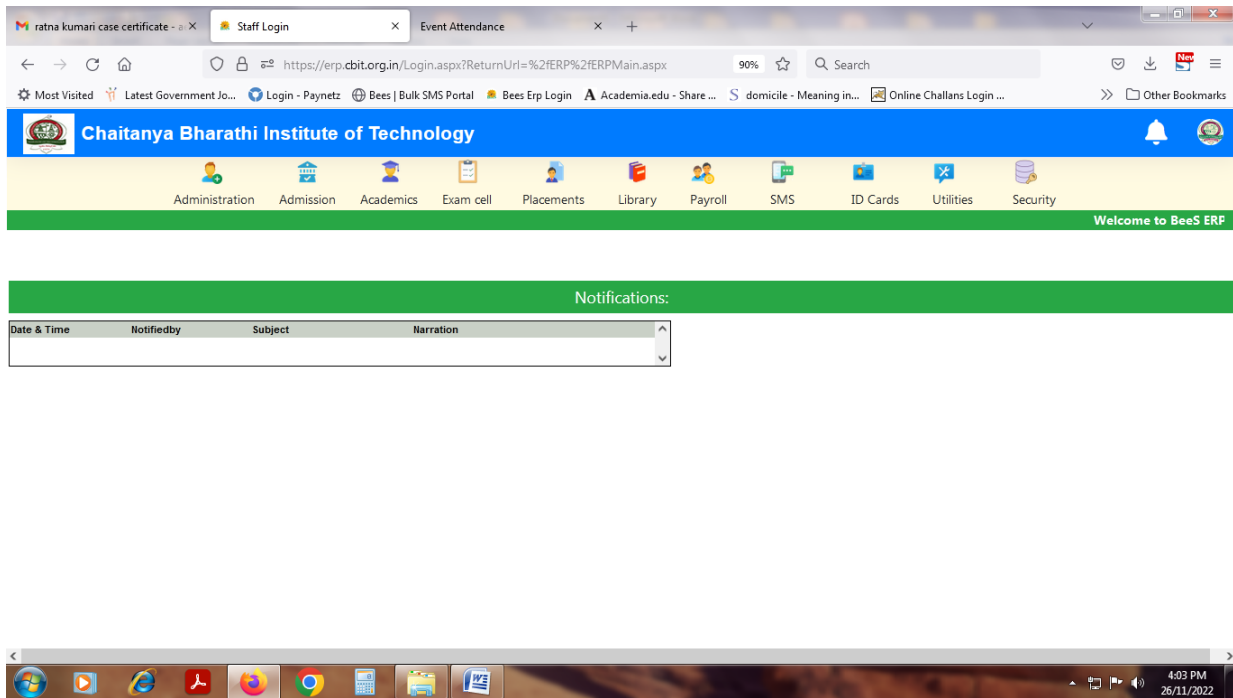 ratna kumari case certificate - a
Staff Login
Event Attendance
https://erp.cbit.org.in/Login.aspx?ReturnUrl=%2fERP%2fERPMain.aspx
90%
Search
New
Most Visited
Latest Government Jo...
Login - Paynetz
Bees | Bulk SMS Portal
Bees Erp Login
A Academia.edu - Share ...
S domicile - Meaning in...
Online Challans Login ...
Other Bookmarks
Chaitanya Bharathi Institute of Technology
Administration Admission Academics Exam cell Placements Library Payroll SMS ID Cards Utilities Security
Welcome to BeeS ERP
Notifications:
Date & Time Notifiedby Subject Narration
4:03 PM
26/11/2022